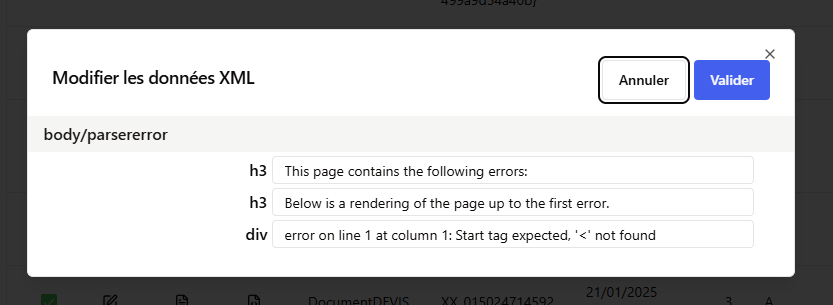 Modifier les données XML
Annuler
Valider
body/parsererror
h3 This page contains the following errors:
h3 Below is a rendering of the page up to the first error.
div error on line 1 at column 1: Start tag expected, '<' not found
21/01/2025
DocumentDEVIS XX_015024714592 3 A